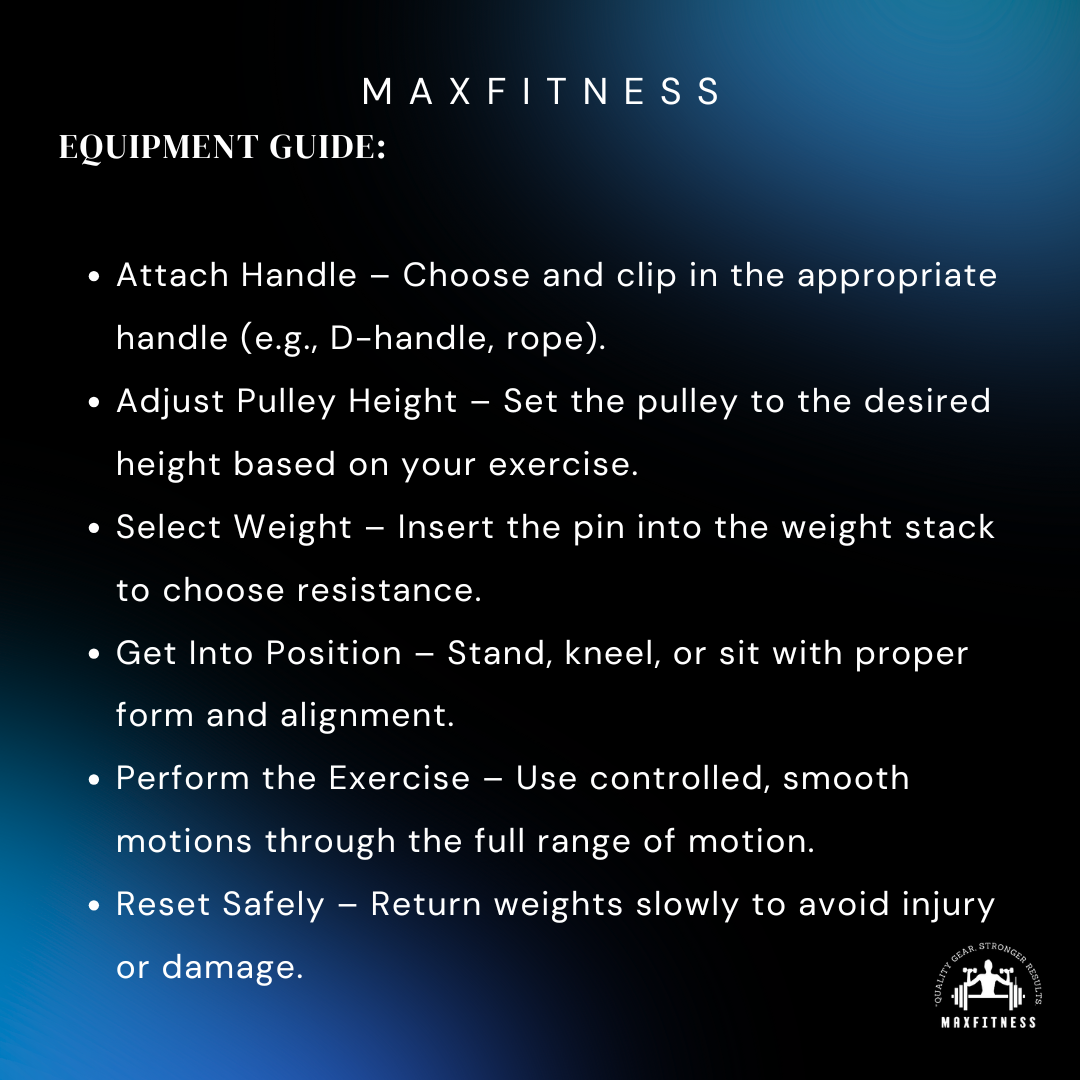 MAXFITNESS
EQUIPMENT GUIDE:
• Attach Handle – Choose and clip in the appropriate
handle (e.g., D-handle, rope).
• Adjust Pulley Height – Set the pulley to the desired
height based on your exercise.
• Select Weight – Insert the pin into the weight stack
to choose resistance.
• Get Into Position – Stand, kneel, or sit with proper
form and alignment.
• Perform the Exercise – Use controlled, smooth
motions through the full range of motion.
• Reset Safely – Return weights slowly to avoid injury
or damage.
"QUALITY GEAR, STRONGER RESULTS
MAXFITNESS